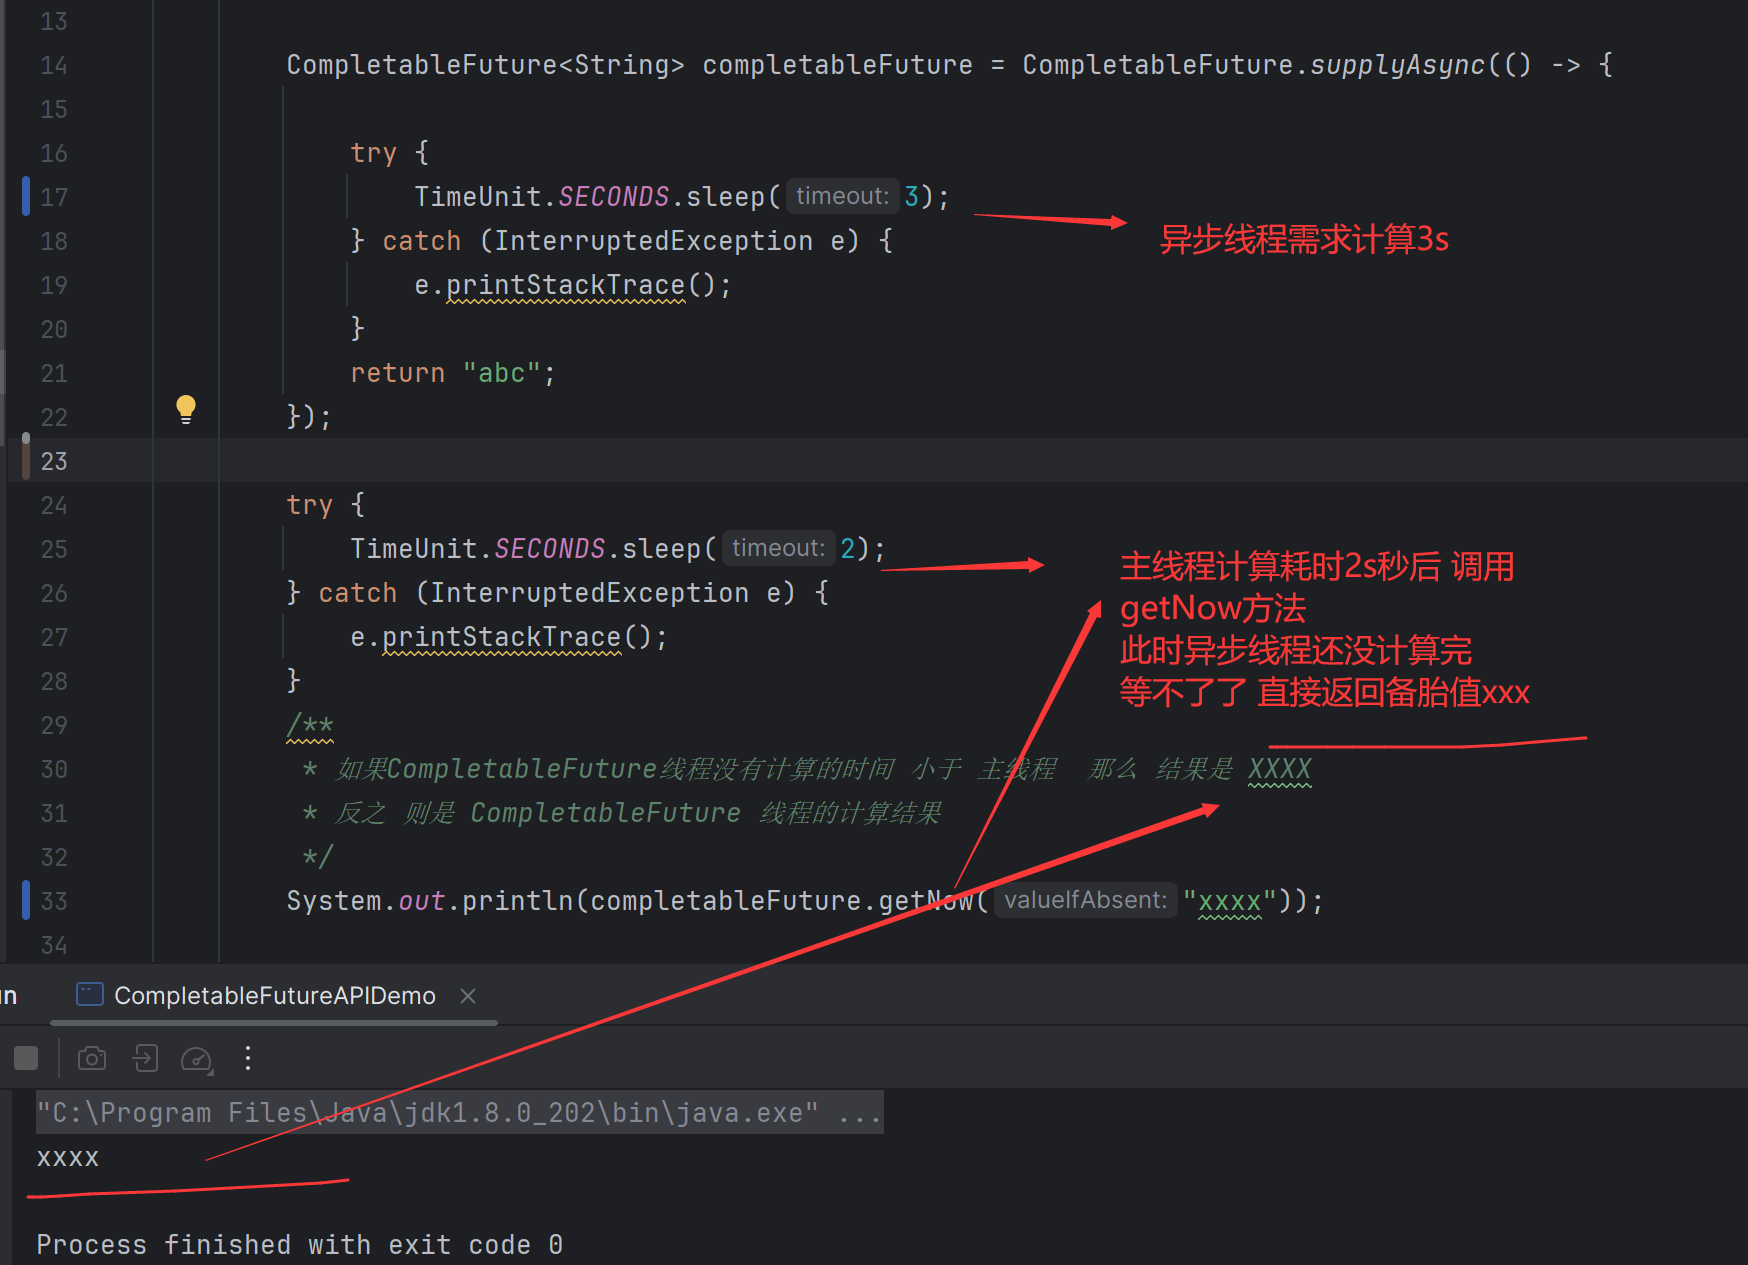 13
14 CompletableFuture<String> completableFuture = CompletableFuture.supplyAsync(() -> {
15
16 try {
17 TimeUnit.SECONDS.sleep( timeout: 3);
异步线程需求计算3s
18 } catch (InterruptedException e) {
19 e.printStackTrace();
20 }
21 return "abc";
22 });
23
24 try {
25 TimeUnit.SECONDS.sleep( timeout: 2);
主线程计算耗时2s秒后 调用
getNow方法
此时异步线程还没计算完
等不了了 直接返回备胎值xxx
26 } catch (InterruptedException e) {
27 e.printStackTrace();
28 }
29 /**
30 * 如果CompletableFuture线程没有计算的时间 小于 主线程 那么 结果是 XXXX
31 * 反之 则是 CompletableFuture 线程的计算结果
32 */
33 System.out.println(completableFuture.getNow( valueIfAbsent: "xxxx"));
34
un CompletableFutureAPIDemo
"C:\Program Files\Java\jdk1.8.0_202\bin\java.exe" ...
xxxx
Process finished with exit code 0